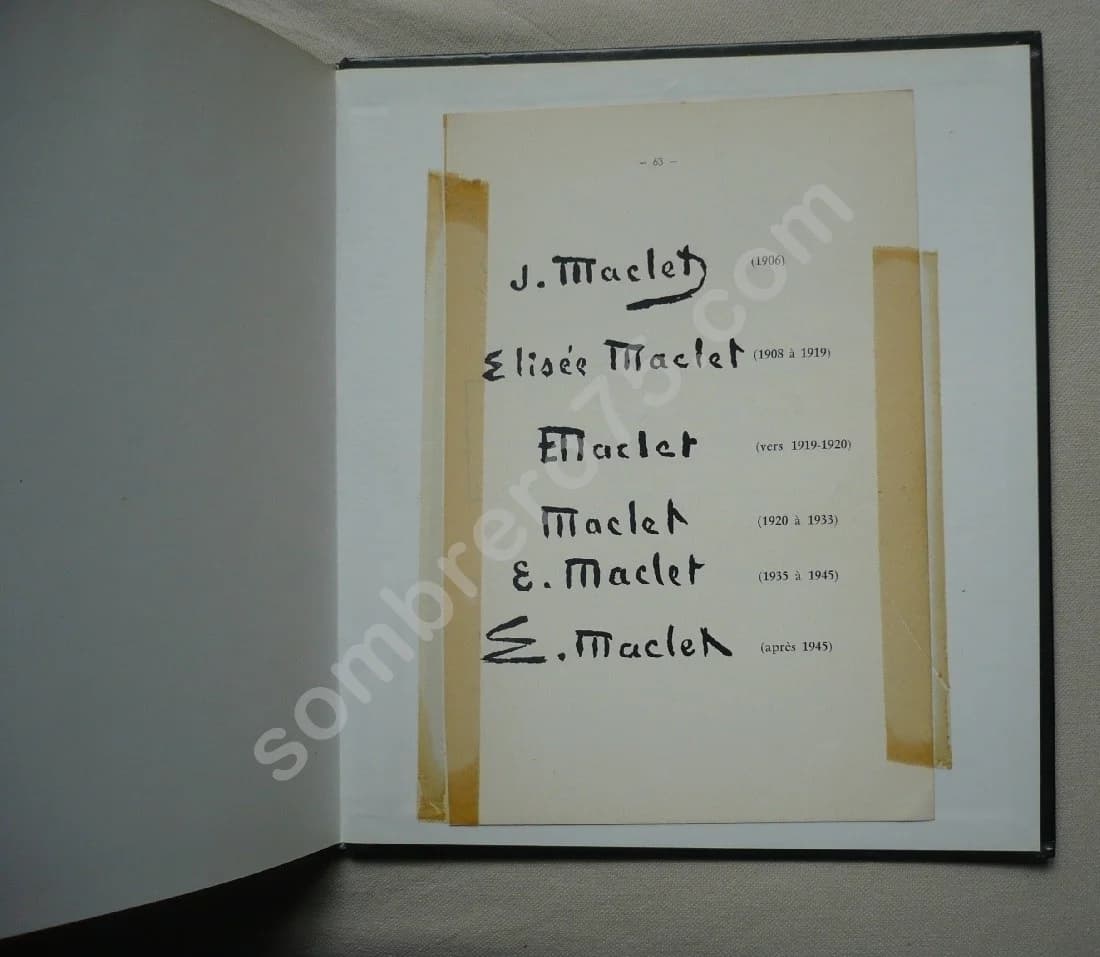 - 63 -
J. Maclet (1906)
Elisée Maclet (1908 à 1919)
EMaclet (vers 1919-1920)
Maclet (1920 à 1933)
E. Maclet (1935 à 1945)
E. Maclet (après 1945)
sombrero75.com